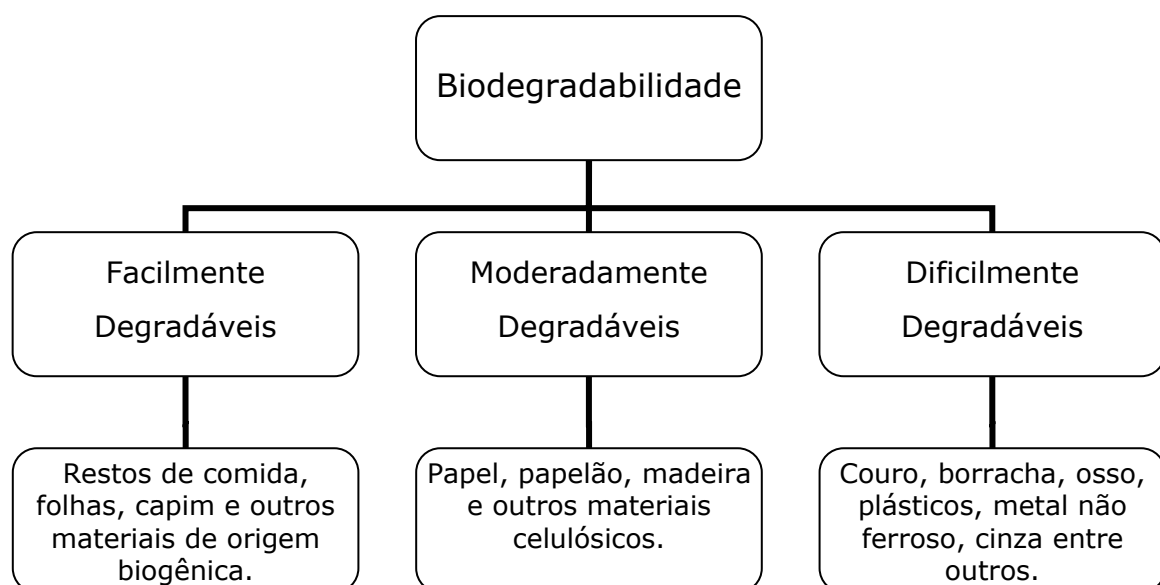 Biodegradabilidade
Facilmente
Degradáveis
Moderadamente
Degradáveis
Dificilmente
Degradáveis
Restos de comida,
folhas, capim e outros
materiais de origem
biogênica.
Papel, papelão, madeira
e outros materiais
celulósicos.
Couro, borracha, osso,
plásticos, metal não
ferroso, cinza entre
outros.